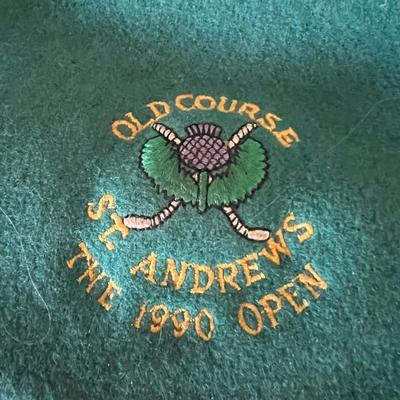 OLD COURSE
ST. ANDREWS
THE 1990 OPEN